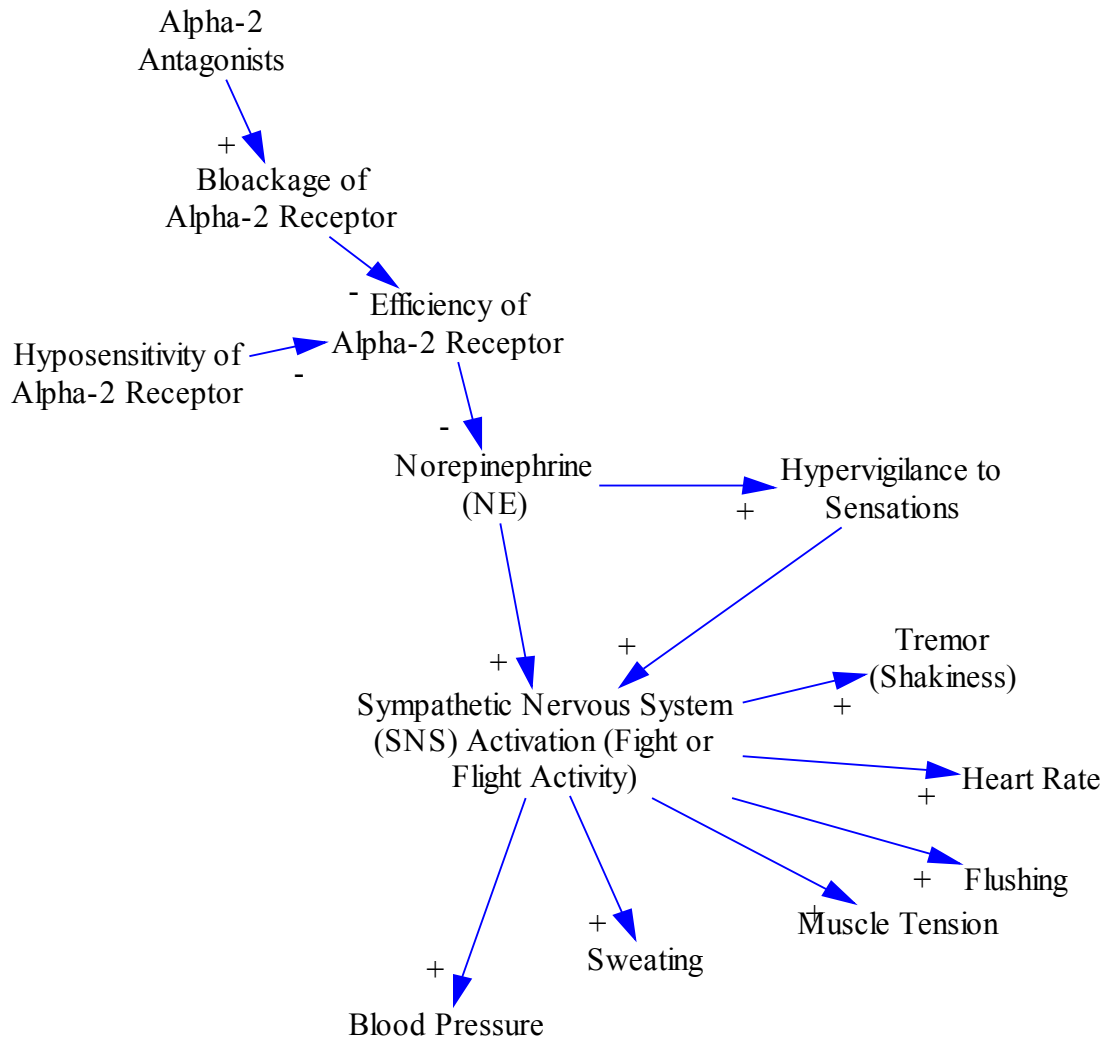 Alpha-2
Antagonists
+
Bloackage of
Alpha-2 Receptor
-
Efficiency of
Alpha-2 Receptor
Hyposensitivity of
Alpha-2 Receptor
-
-
Norepinephrine
(NE)
+
Hypervigilance to
Sensations
+
+
Sympathetic Nervous System
(SNS) Activation (Fight or
Flight Activity)
Tremor
(Shakiness)
+
Heart Rate
+
Flushing
+
Muscle Tension
+
Sweating
+
Blood Pressure
+